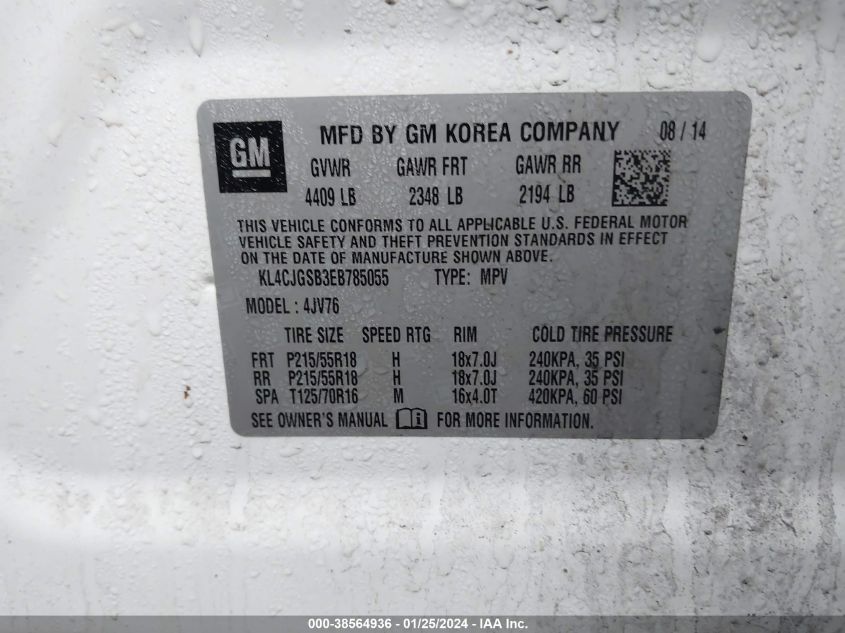 GM
MFD BY GM KOREA COMPANY 08 / 14
GVWR GAWR FRT GAWR RR
4409 LB 2348 LB 2194 LB
THIS VEHICLE CONFORMS TO ALL APPLICABLE U.S. FEDERAL MOTOR
VEHICLE SAFETY AND THEFT PREVENTION STANDARDS IN EFFECT
ON THE DATE OF MANUFACTURE SHOWN ABOVE.
KL4CJGSB3EB785055 TYPE: MPV
MODEL : 4JV76
TIRE SIZE SPEED RTG RIM COLD TIRE PRESSURE
FRT P215/55R18 H 18x7.0J 240KPA, 35 PSI
RR P215/55R18 H 18x7.0J 240KPA, 35 PSI
SPA T125/70R16 M 16x4.0T 420KPA, 60 PSI
SEE OWNER'S MANUAL FOR MORE INFORMATION.
000-38564936 - 01/25/2024 - IAA Inc.